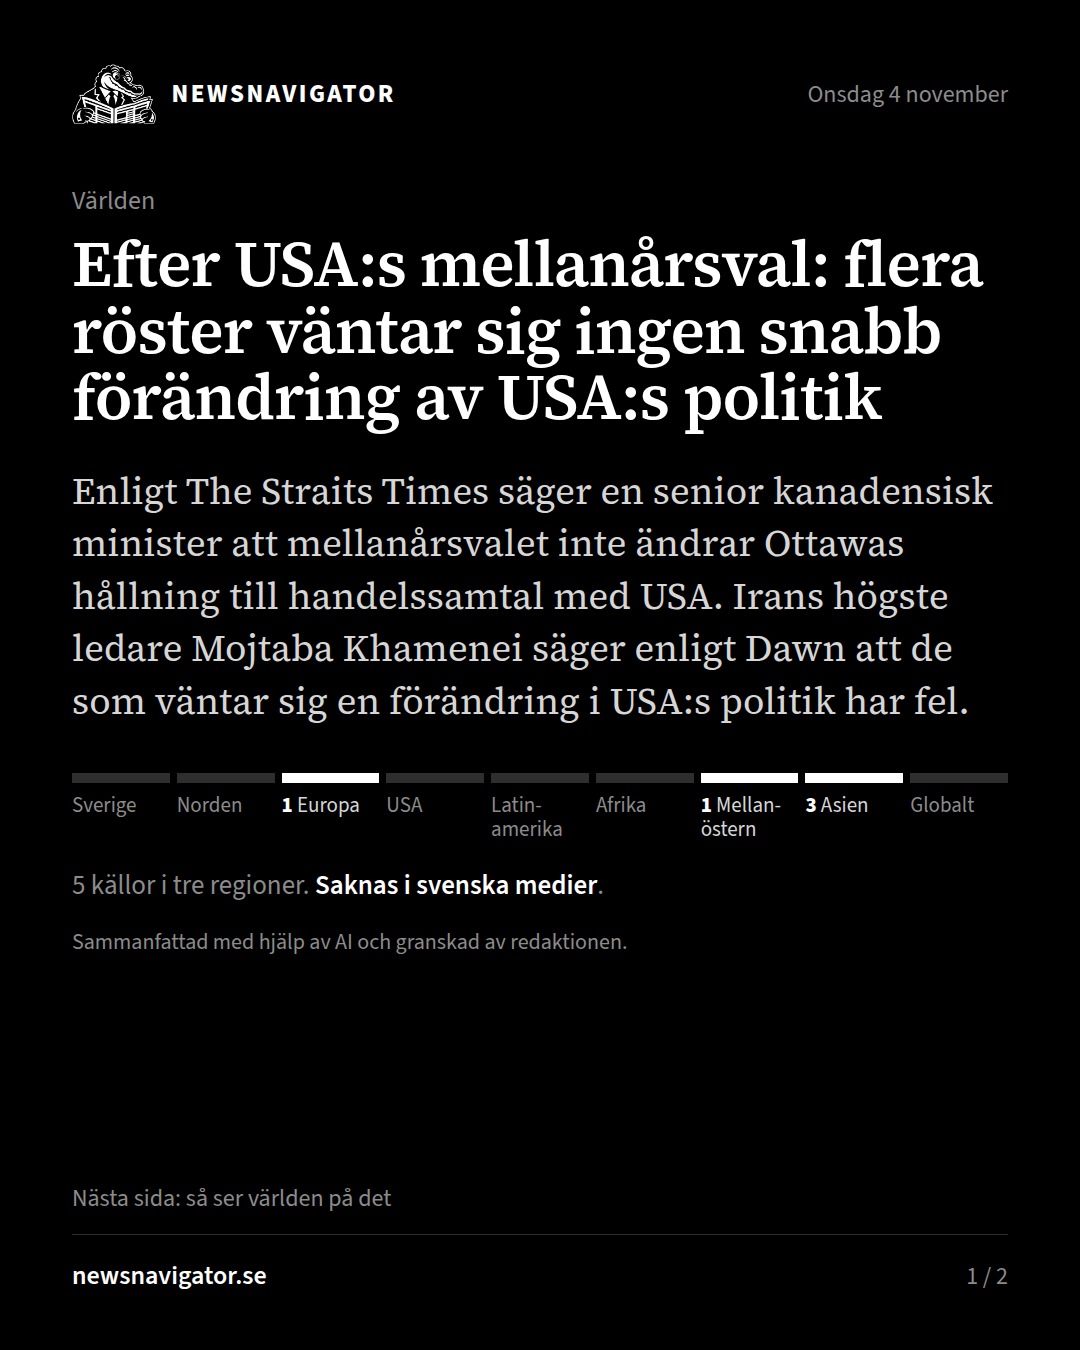 NEWSNAVIGATOR
Onsdag 4 november
Världen
Efter USA:s mellanårsval: flera
röster väntar sig ingen snabb
förändring av USA:s politik
Enligt The Straits Times säger en senior kanadensisk
minister att mellanårsvalet inte ändrar Ottawas
hållning till handelssamtal med USA. Irans högste
ledare Mojtaba Khamenei säger enligt Dawn att de
som väntar sig en förändring i USA:s politik har fel.
Sverige
Norden
1 Europa
USA
Latin-
amerika
Afrika
1 Mellan-
östern
3 Asien
Globalt
5 källor i tre regioner. Saknas i svenska medier.
Sammanfattad med hjälp av AI och granskad av redaktionen.
Nästa sida: så ser världen på det
newsnavigator.se
1 / 2